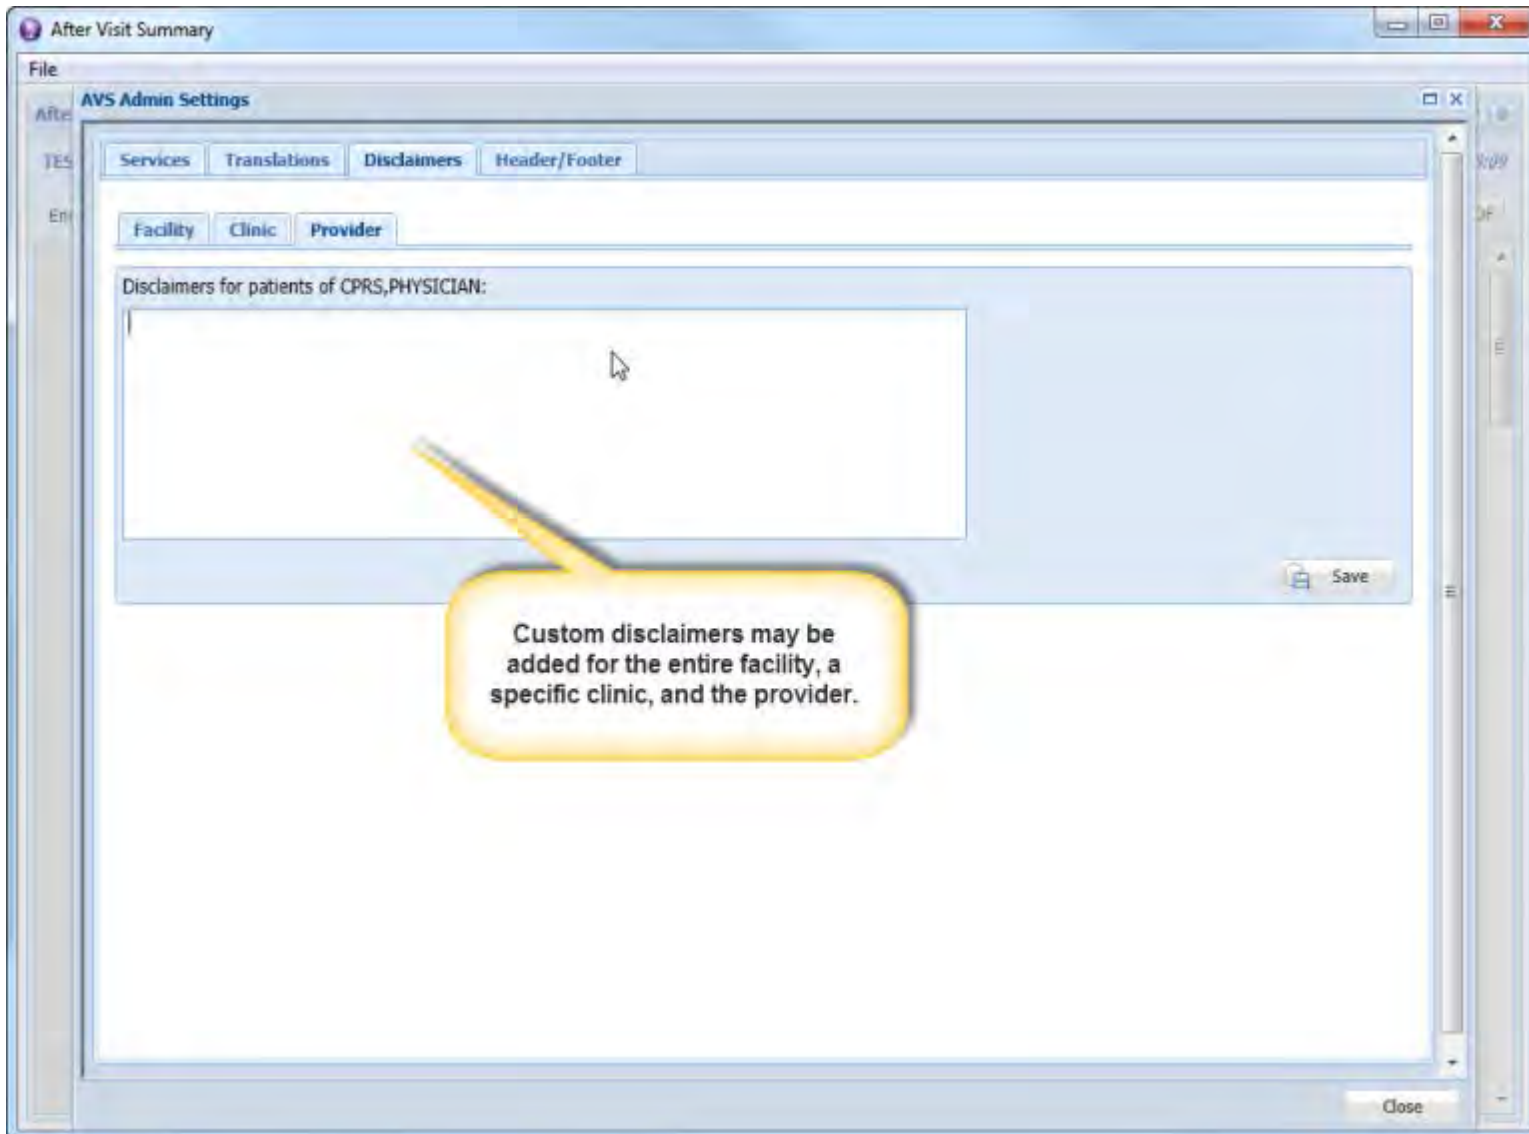 After Visit Summary
File
AVS Admin Settings
TES
Services Translations Disclaimers Header/Footer
Facility Clinic Provider
Disclaimers for patients of CPRS,PHYSICIAN:
Save
Custom disclaimers may be
added for the entire facility, a
specific clinic, and the provider.
Close